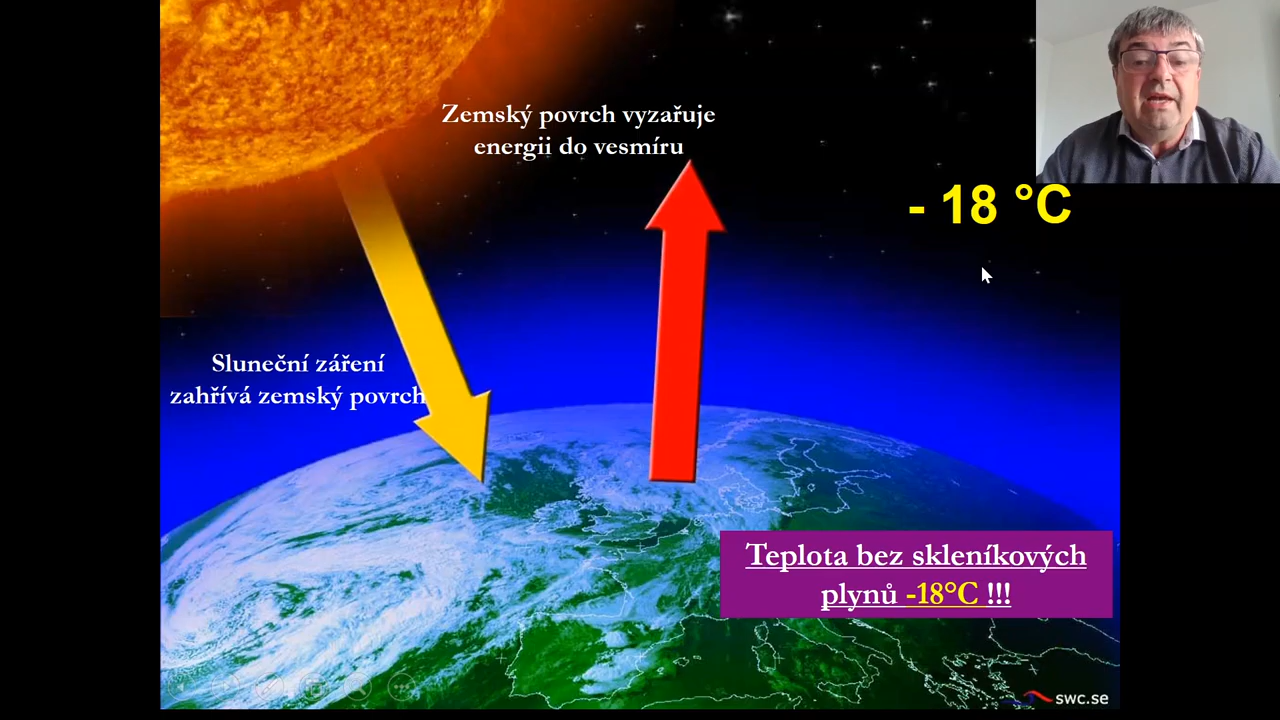 Zemský povrch vyzařuje
energii do vesmíru
- 18 °C
Sluneční záření
zahřívá zemský povrch
Teplota bez skleníkových
plynů -18°C !!!
swc.se